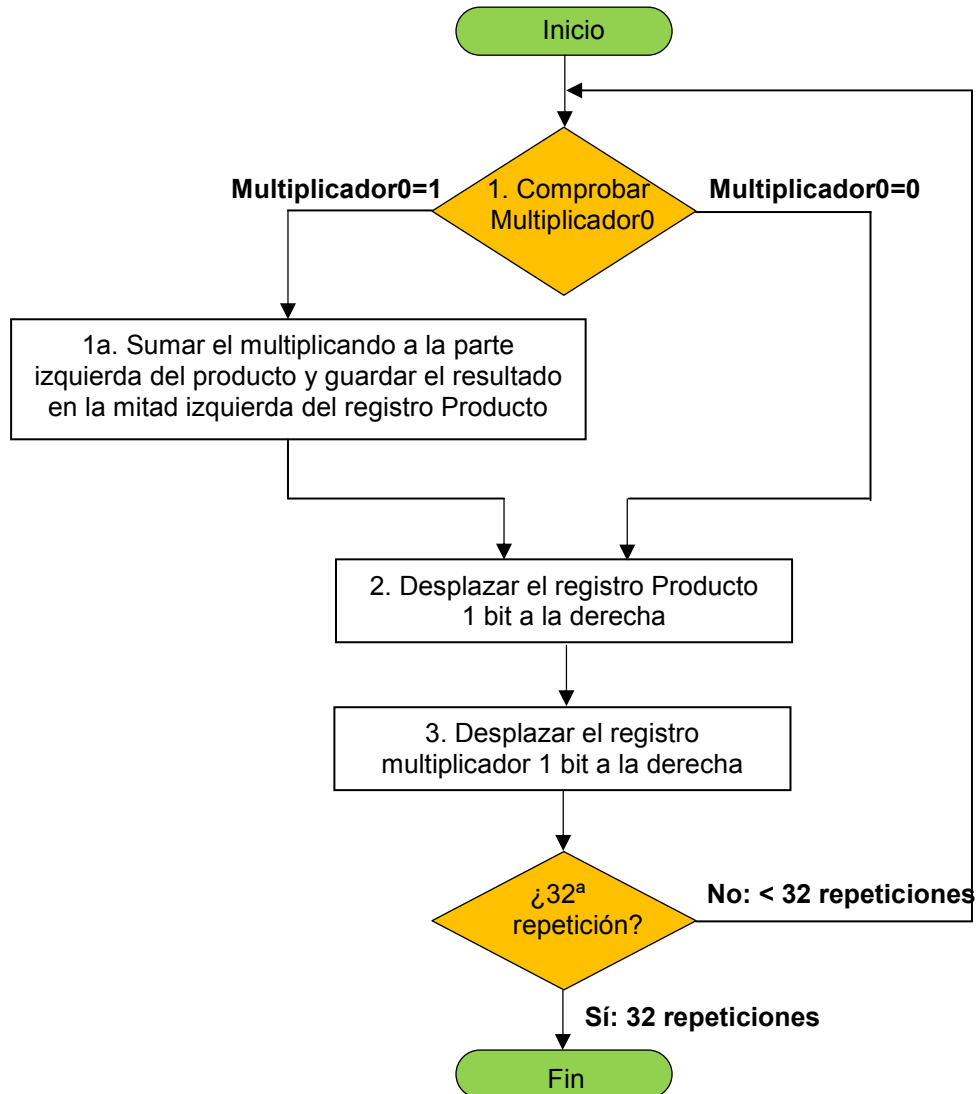 Inicio
Multiplicador0=1
1. Comprobar
Multiplicador0
Multiplicador0=0
1a. Sumar el multiplicando a la parte
izquierda del producto y guardar el resultado
en la mitad izquierda del registro Producto
2. Desplazar el registro Producto
1 bit a la derecha
3. Desplazar el registro
multiplicador 1 bit a la derecha
¿32ª
repetición?
No: < 32 repeticiones
Sí: 32 repeticiones
Fin